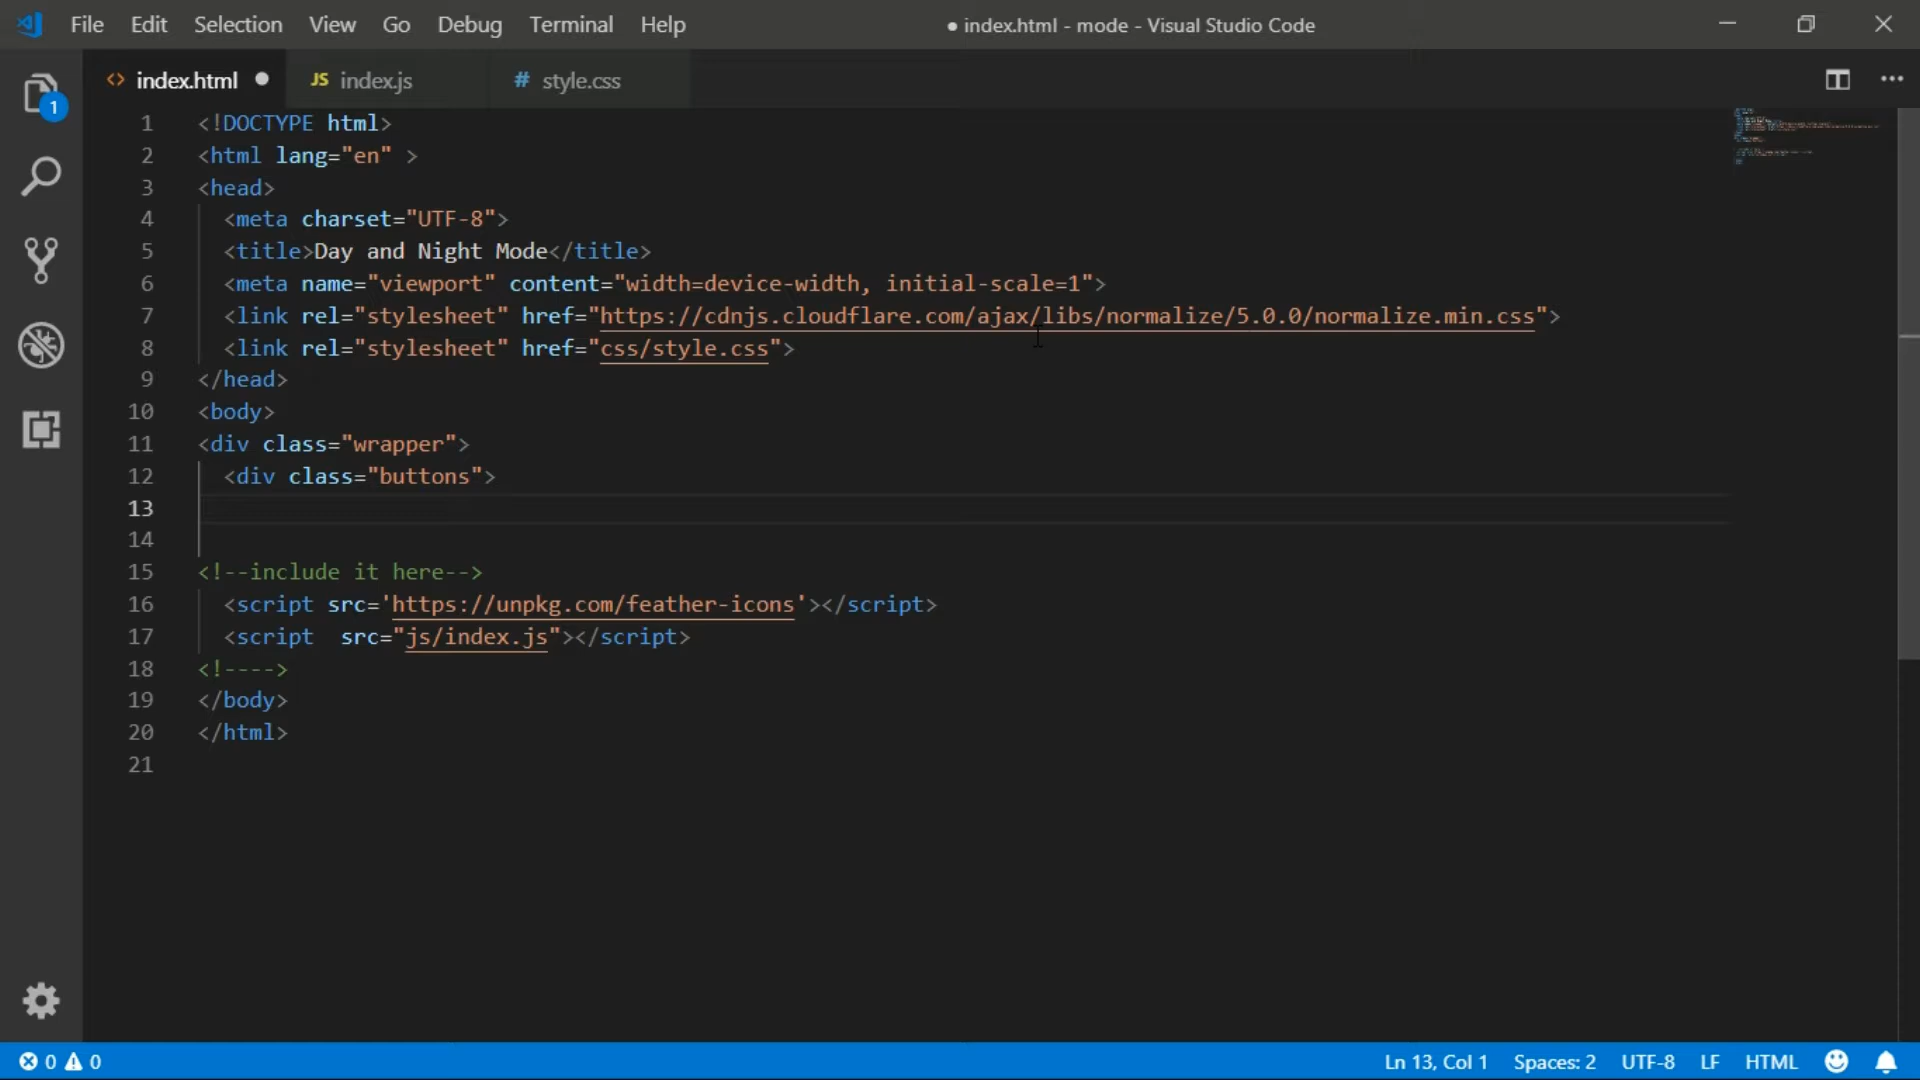 File Edit Selection View Go Debug Terminal Help ● index.html - mode - Visual Studio Code
1 <> index.html ● JS index.js # style.css
1 <!DOCTYPE html>
2 <html lang="en" >
3 <head>
4 <meta charset="UTF-8">
5 <title>Day and Night Mode</title>
6 <meta name="viewport" content="width=device-width, initial-scale=1">
7 <link rel="stylesheet" href="https://cdnjs.cloudflare.com/ajax/libs/normalize/5.0.0/normalize.min.css">
8 <link rel="stylesheet" href="css/style.css">
9 </head>
10 <body>
11 <div class="wrapper">
12 <div class="buttons">
13
14
15 <!--include it here-->
16 <script src='https://unpkg.com/feather-icons'></script>
17 <script  src="js/index.js"></script>
18 <!---->
19 </body>
20 </html>
21
0 0 Ln 13, Col 1 Spaces: 2 UTF-8 LF HTML